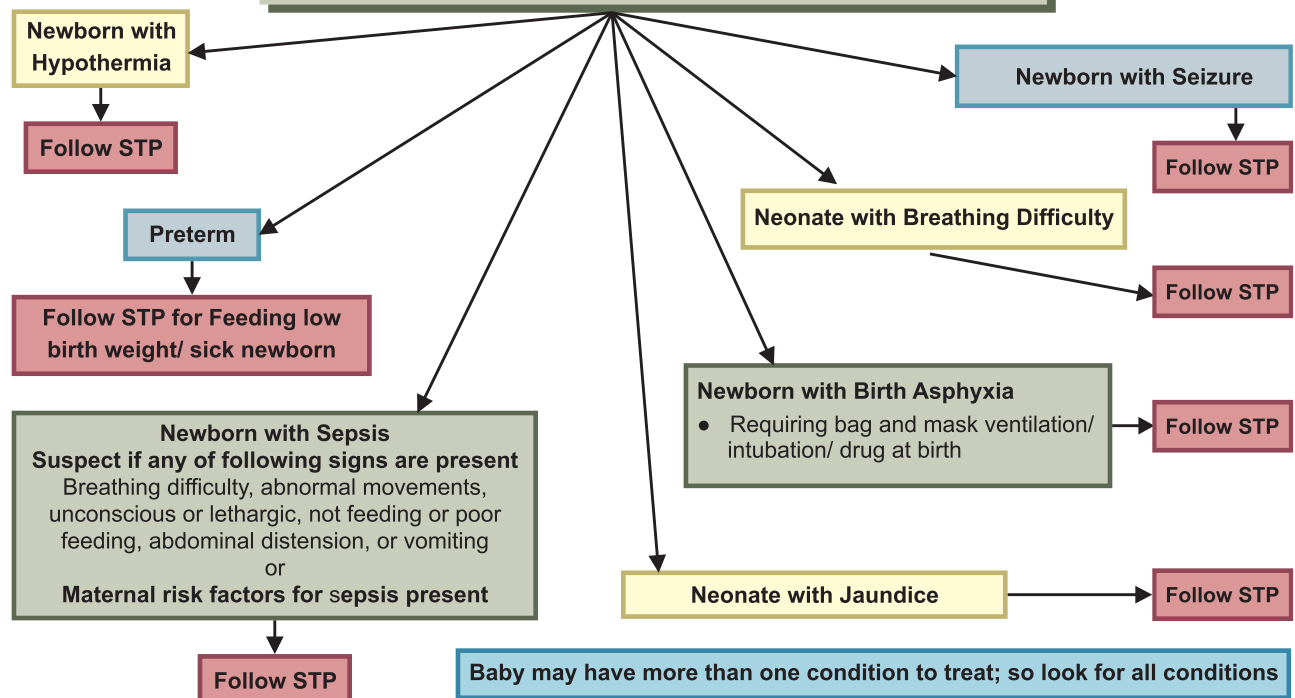 Newborn with
Hypothermia
Follow STP
Newborn with Seizure
Follow STP
Preterm
Follow STP for Feeding low
birth weight/ sick newborn
Neonate with Breathing Difficulty
Follow STP
Newborn with Birth Asphyxia
● Requiring bag and mask ventilation/
intubation/ drug at birth
Follow STP
Newborn with Sepsis
Suspect if any of following signs are present
Breathing difficulty, abnormal movements,
unconscious or lethargic, not feeding or poor
feeding, abdominal distension, or vomiting
or
Maternal risk factors for sepsis present
Follow STP
Neonate with Jaundice
Follow STP
Baby may have more than one condition to treat; so look for all conditions